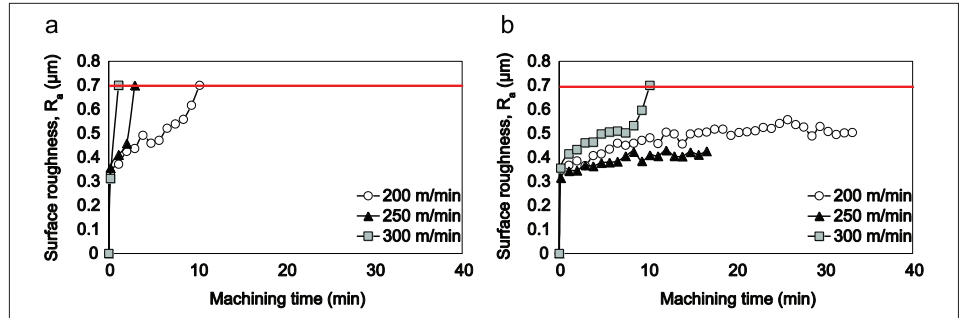 a
Surface roughness, Ra (μm)
0.8
0.7
0.6
0.5
0.4
0.3
0.2
0.1
0
0 10 20 30 40
Machining time (min)
200 m/min
250 m/min
300 m/min
b
Surface roughness, Ra (μm)
0.8
0.7
0.6
0.5
0.4
0.3
0.2
0.1
0
0 10 20 30 40
Machining time (min)
200 m/min
250 m/min
300 m/min